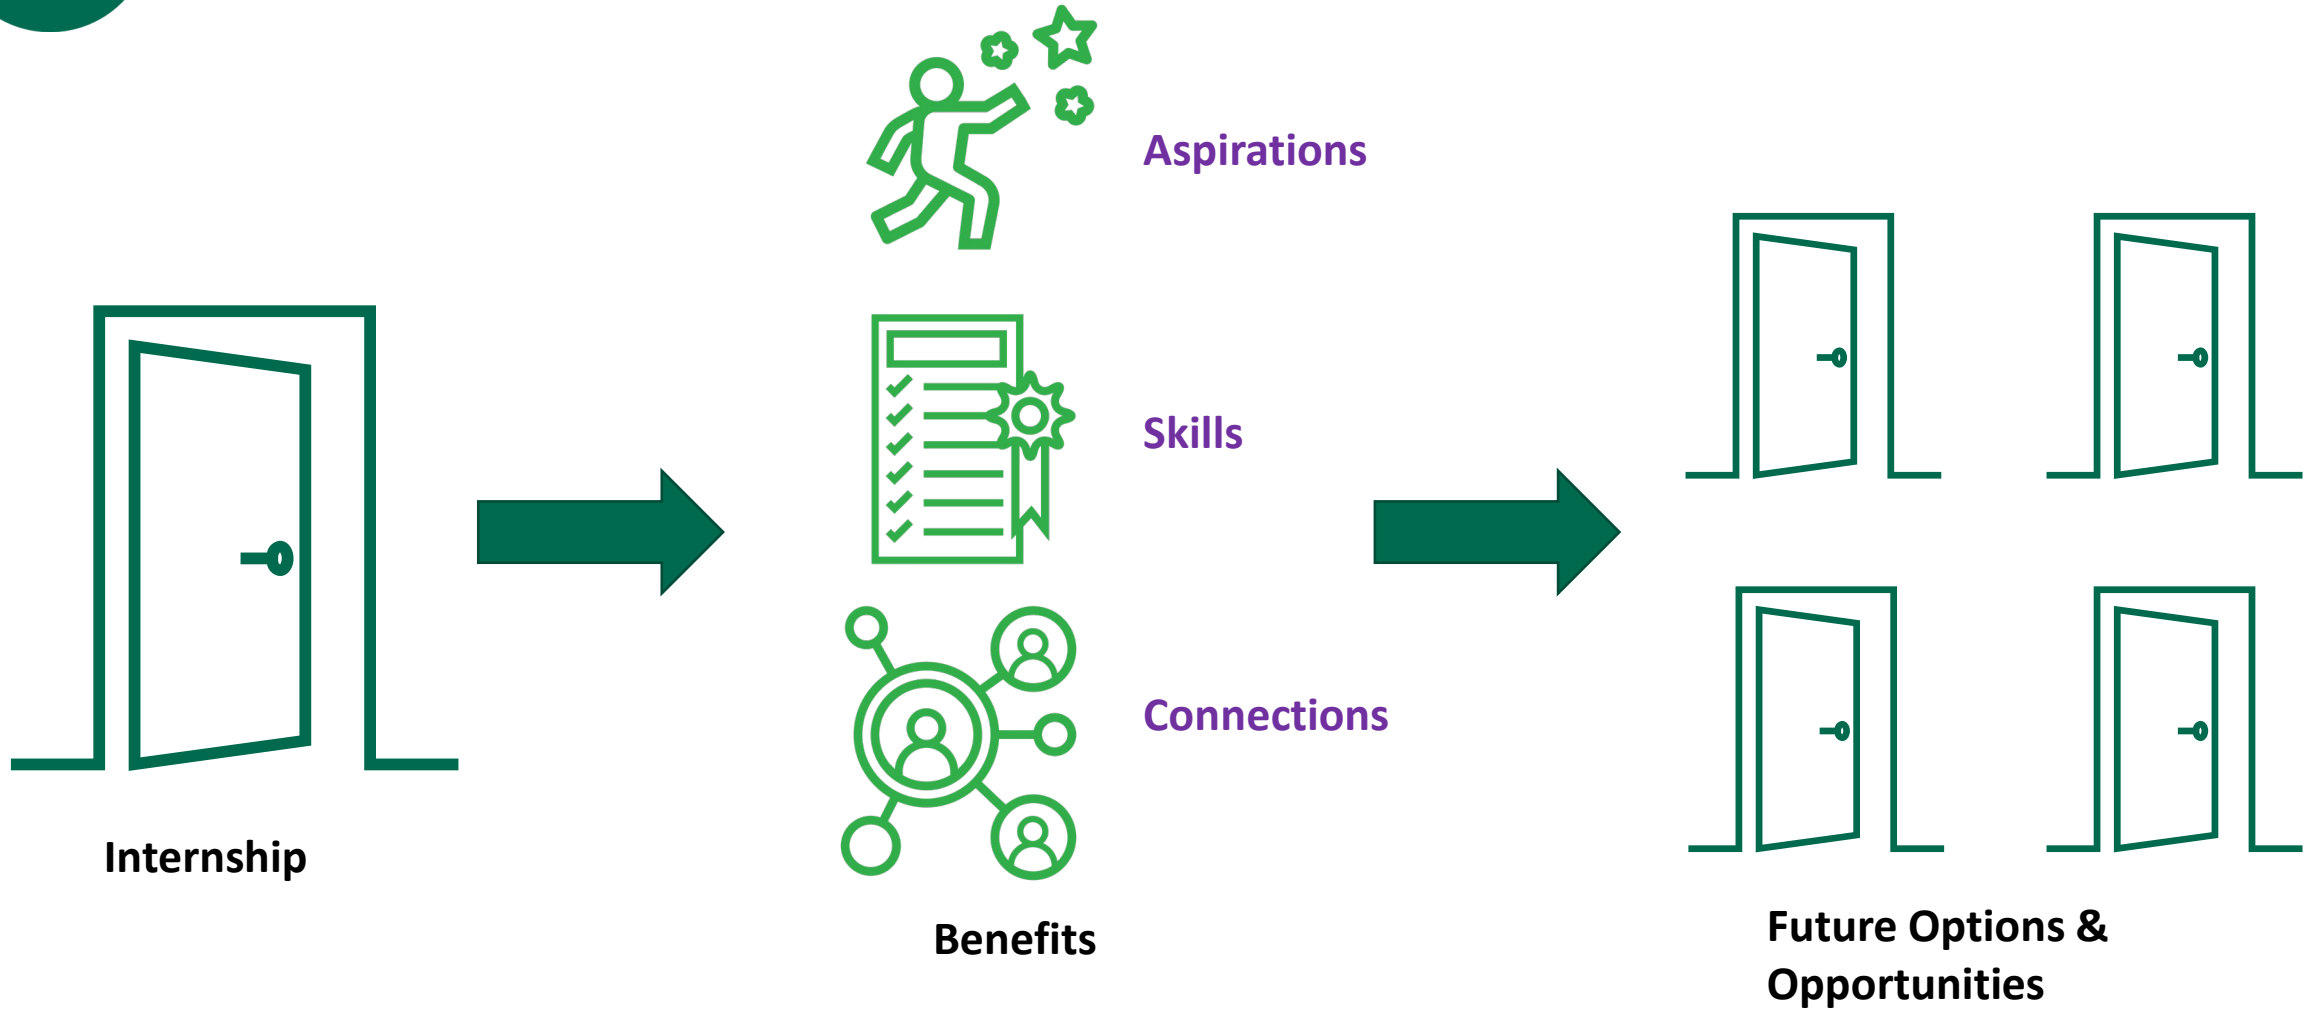 Aspirations
Skills
Connections
Internship
Benefits
Future Options &
Opportunities